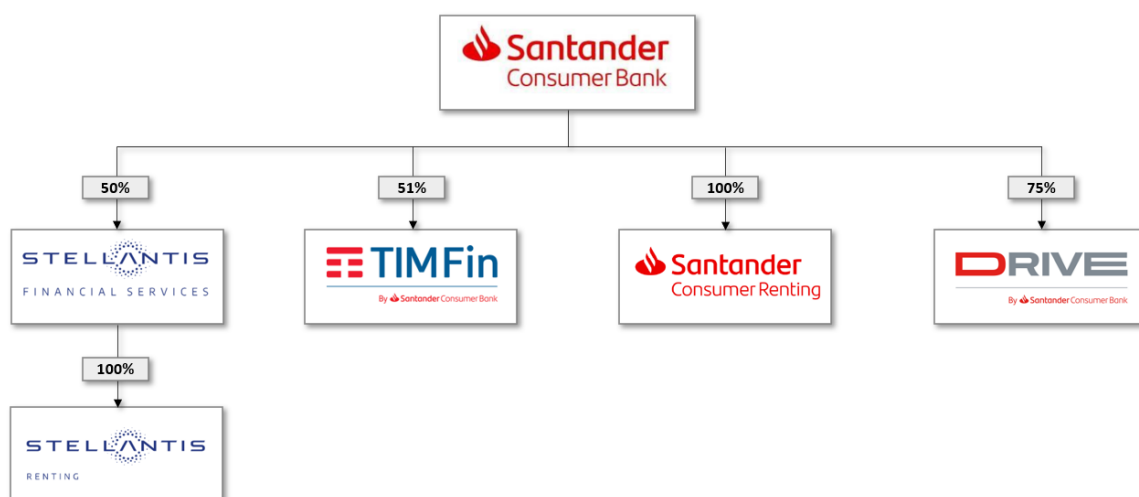 Santander
Consumer Bank
50%
51%
100%
75%
STELLANTIS
FINANCIAL SERVICES
TIMFin
By Santander Consumer Bank
Santander
Consumer Renting
DRIVE
By Santander Consumer Bank
100%
STELLANTIS
RENTING